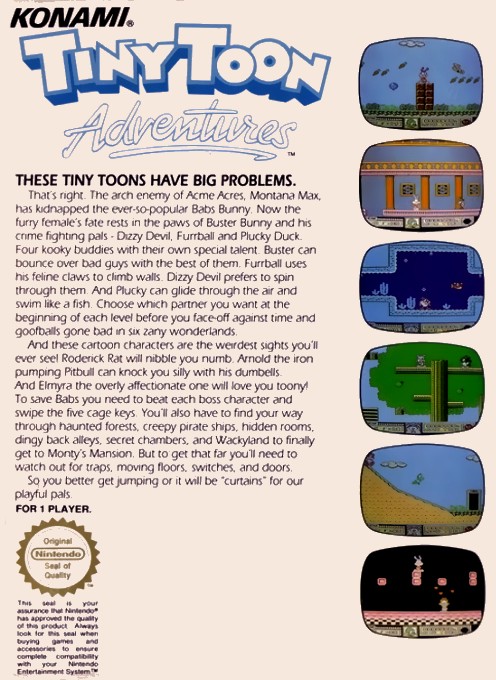 KONAMI®
TINY TOON
Adventures™
THESE TINY TOONS HAVE BIG PROBLEMS.
That's right. The arch enemy of Acme Acres, Montana Max,
has kidnapped the ever-so-popular Babs Bunny. Now the
furry female's fate rests in the paws of Buster Bunny and his
crime fighting pals - Dizzy Devil, Furrball and Plucky Duck.
Four kooky buddies with their own special talent. Buster can
bounce over bad guys with the best of them. Furrball uses
his feline claws to climb walls. Dizzy Devil prefers to spin
through them. And Plucky can glide through the air and
swim like a fish. Choose which partner you want at the
beginning of each level before you face-off against time and
goofballs gone bad in six zany wonderlands.
And these cartoon characters are the weirdest sights you'll
ever see! Roderick Rat will nibble you numb. Arnold the iron
pumping Pitbull can knock you silly with his dumbells.
And Elmyra the overly affectionate one will love you toony!
To save Babs you need to beat each boss character and
swipe the five cage keys. You'll also have to find your way
through haunted forests, creepy pirate ships, hidden rooms,
dingy back alleys, secret chambers, and Wackyland to finally
get to Monty's Mansion. But to get that far you'll need to
watch out for traps, moving floors, switches, and doors.
So you better get jumping or it will be "curtains" for our
playful pals.
FOR 1 PLAYER.
Original
Nintendo
Seal of
Quality
™
This seal is your
assurance that Nintendo®
has approved the quality
of this product. Always
look for this seal when
buying games and
accessories to ensure
complete compatibility
with your Nintendo
Entertainment System.™